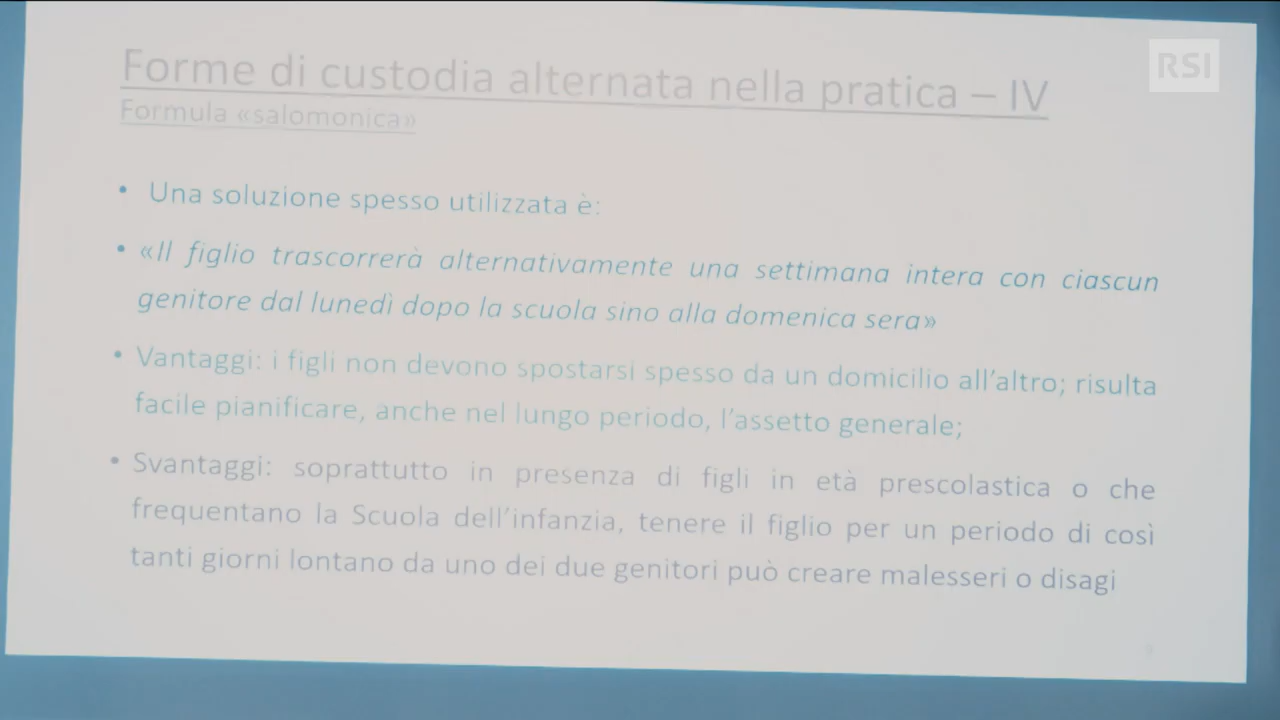 Forme di custodia alternata nella pratica – IV
RSI
Formula «salomonica»
• Una soluzione spesso utilizzata è:
• «Il figlio trascorrerà alternativamente una settimana intera con ciascun
genitore dal lunedì dopo la scuola sino alla domenica sera»
• Vantaggi: i figli non devono spostarsi spesso da un domicilio all'altro; risulta
facile pianificare, anche nel lungo periodo, l'assetto generale;
• Svantaggi: soprattutto in presenza di figli in età prescolastica o che
frequentano la Scuola dell'infanzia, tenere il figlio per un periodo di così
tanti giorni lontano da uno dei due genitori può creare malesseri o disagi